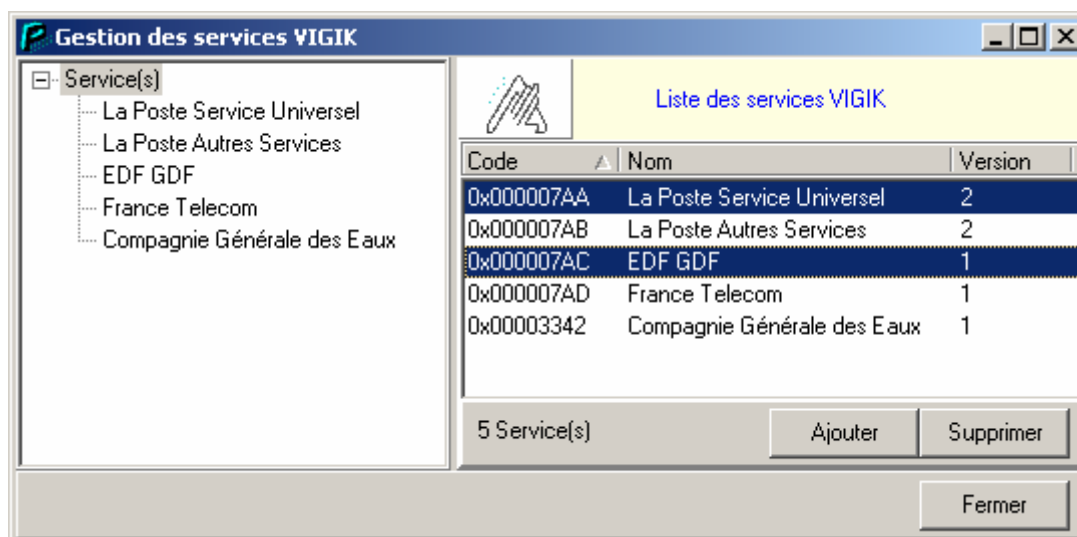 Gestion des services VIGIK
Service(s)
La Poste Service Universel
La Poste Autres Services
EDF GDF
France Telecom
Compagnie Générale des Eaux
Liste des services VIGIK
Code Nom Version
0x000007AA La Poste Service Universel 2
0x000007AB La Poste Autres Services 2
0x000007AC EDF GDF 1
0x000007AD France Telecom 1
0x00003342 Compagnie Générale des Eaux 1
5 Service(s) Ajouter Supprimer
Fermer